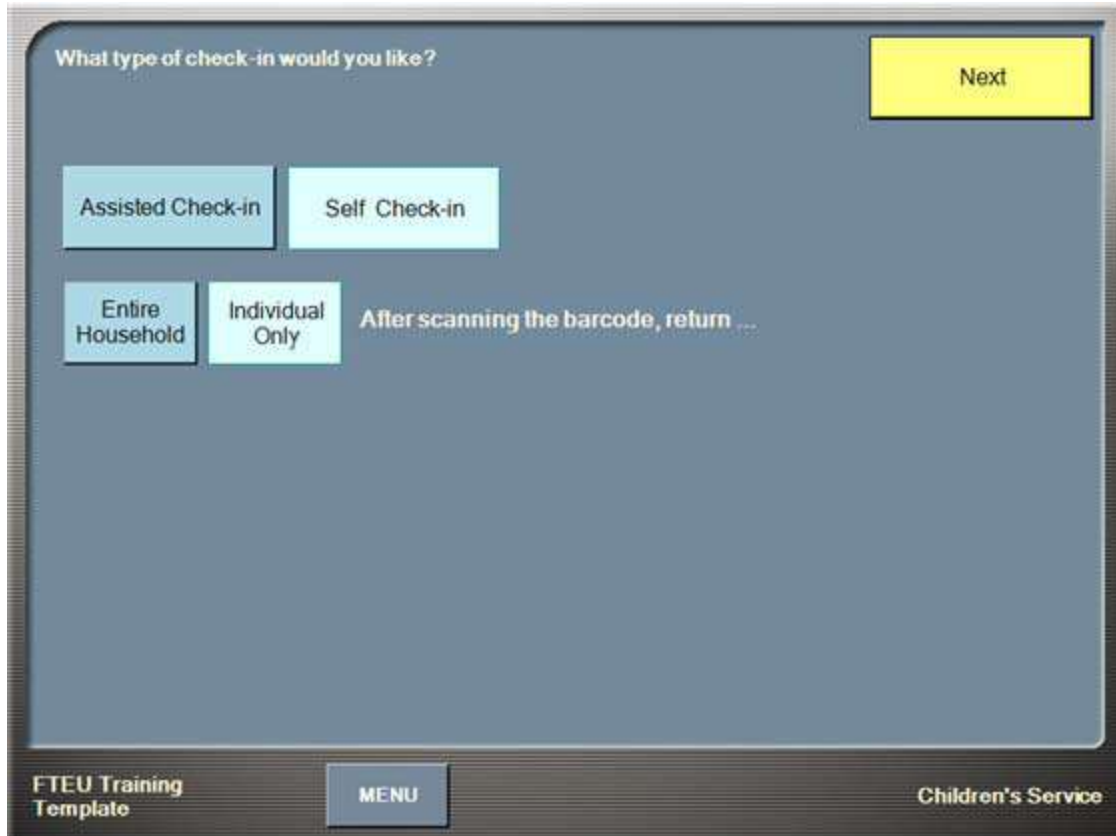 What type of check-in would you like?
Next
Assisted Check-in
Self Check-in
Entire
Household
Individual
Only
After scanning the barcode, return ...
FTEU Training
Template
MENU
Children's Service